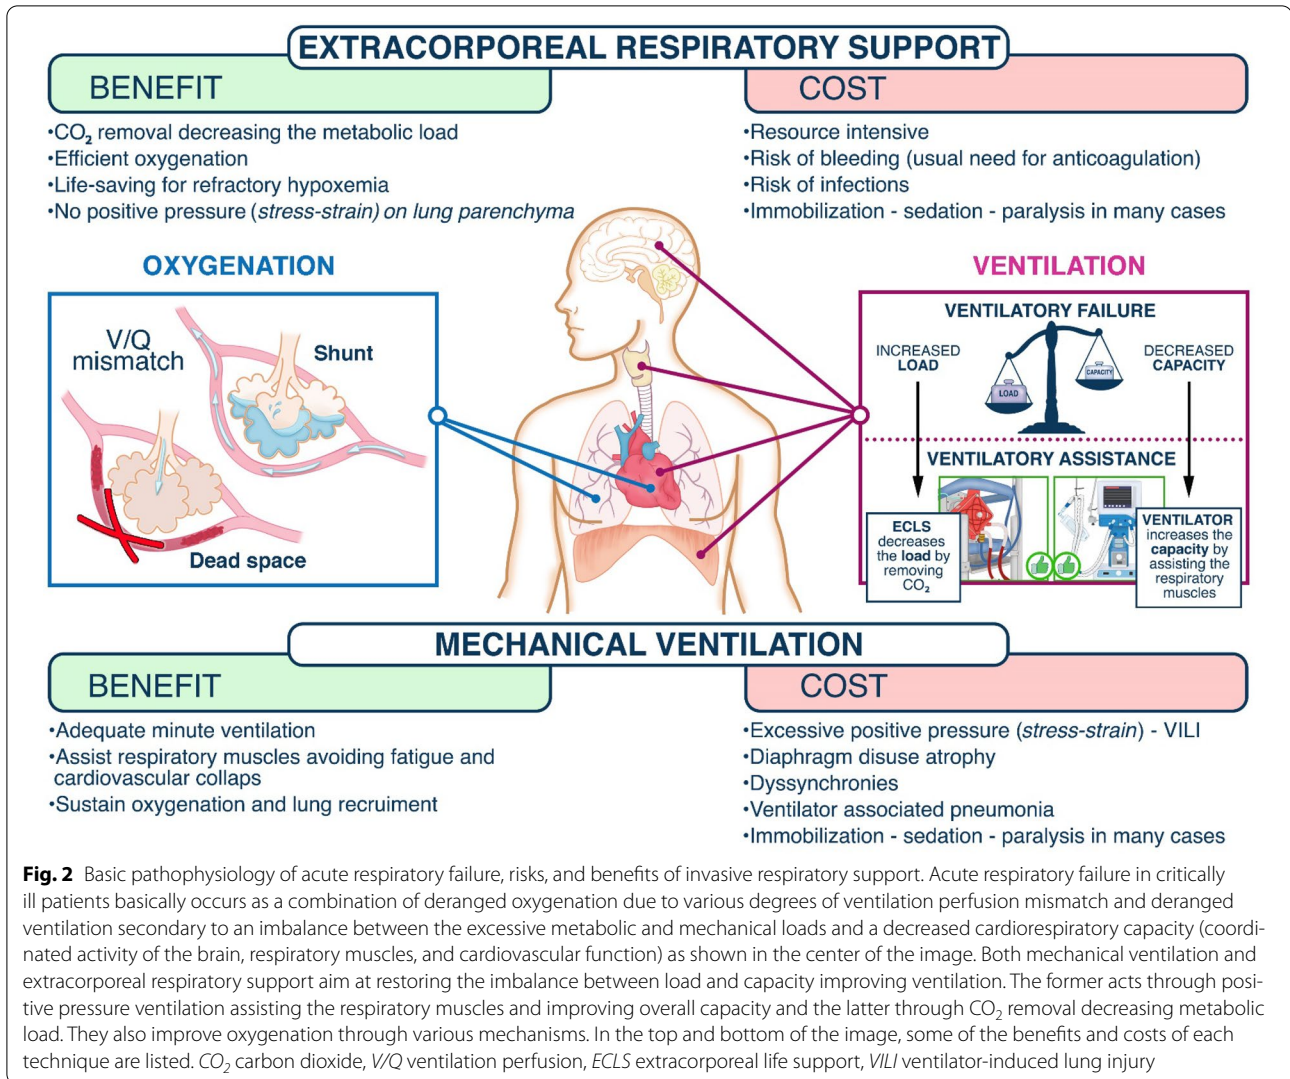 EXTRACORPOREAL RESPIRATORY SUPPORT
BENEFIT
•CO₂ removal decreasing the metabolic load
•Efficient oxygenation
•Life-saving for refractory hypoxemia
•No positive pressure (stress-strain) on lung parenchyma
COST
•Resource intensive
•Risk of bleeding (usual need for anticoagulation)
•Risk of infections
•Immobilization - sedation - paralysis in many cases
OXYGENATION
V/Q
mismatch
Shunt
Dead space
VENTILATION
VENTILATORY FAILURE
INCREASED
LOAD
DECREASED
CAPACITY
LOAD
CAPACITY
VENTILATORY ASSISTANCE
ECLS
decreases
the load by
removing
CO₂
VENTILATOR
increases the
capacity by
assisting the
respiratory
muscles
MECHANICAL VENTILATION
BENEFIT
•Adequate minute ventilation
•Assist respiratory muscles avoiding fatigue and
cardiovascular collaps
•Sustain oxygenation and lung recruiment
COST
•Excessive positive pressure (stress-strain) - VILI
•Diaphragm disuse atrophy
•Dyssynchronies
•Ventilator associated pneumonia
•Immobilization - sedation - paralysis in many cases
Fig. 2 Basic pathophysiology of acute respiratory failure, risks, and benefits of invasive respiratory support. Acute respiratory failure in critically
ill patients basically occurs as a combination of deranged oxygenation due to various degrees of ventilation perfusion mismatch and deranged
ventilation secondary to an imbalance between the excessive metabolic and mechanical loads and a decreased cardiorespiratory capacity (coordi-
nated activity of the brain, respiratory muscles, and cardiovascular function) as shown in the center of the image. Both mechanical ventilation and
extracorporeal respiratory support aim at restoring the imbalance between load and capacity improving ventilation. The former acts through posi-
tive pressure ventilation assisting the respiratory muscles and improving overall capacity and the latter through CO₂ removal decreasing metabolic
load. They also improve oxygenation through various mechanisms. In the top and bottom of the image, some of the benefits and costs of each
technique are listed. CO₂ carbon dioxide, V/Q ventilation perfusion, ECLS extracorporeal life support, VILI ventilator-induced lung injury